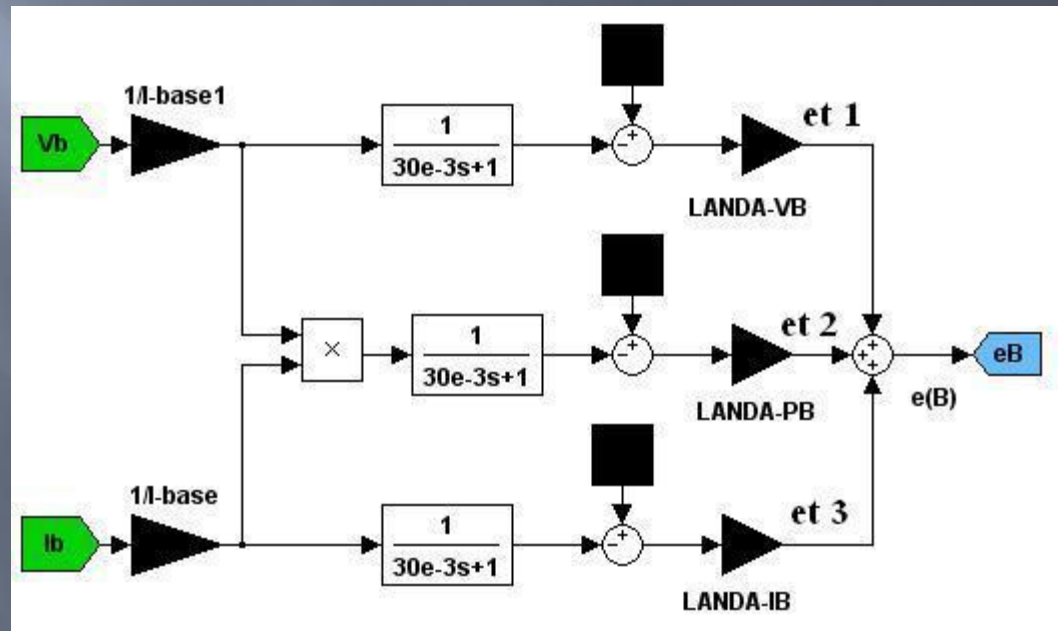 1/I-base1
Vb
1
30e-3s+1
et 1
LANDA-VB
×
1
30e-3s+1
et 2
LANDA-PB
eB
e(B)
1/I-base
Ib
1
30e-3s+1
et 3
LANDA-IB